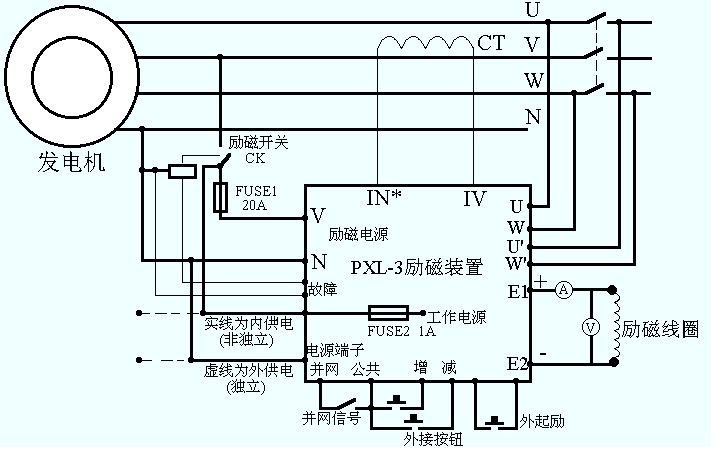 U
V
CT
W
N
发电机
励磁开关
CK
FUSE1
20A
IN* IV
V
U
励磁电源
W
U'
N
PXL-3励磁装置
W'
故障
E1
+
A
实线为内供电
(非独立)
FUSE2 1A
工作电源
V
励磁线圈
电源端子
E2
-
虚线为外供电
(独立)
并网 公共 增 减
并网信号
外接按钮
外起励